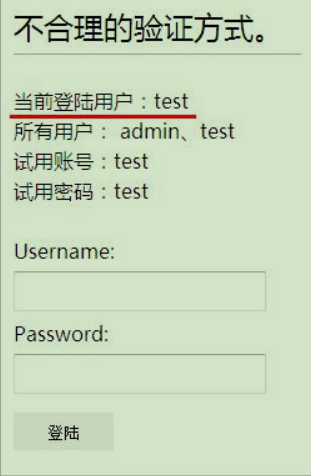 不合理的验证方式。
当前登陆用户：test
所有用户： admin、test
试用账号：test
试用密码：test
Username:
Password:
登陆